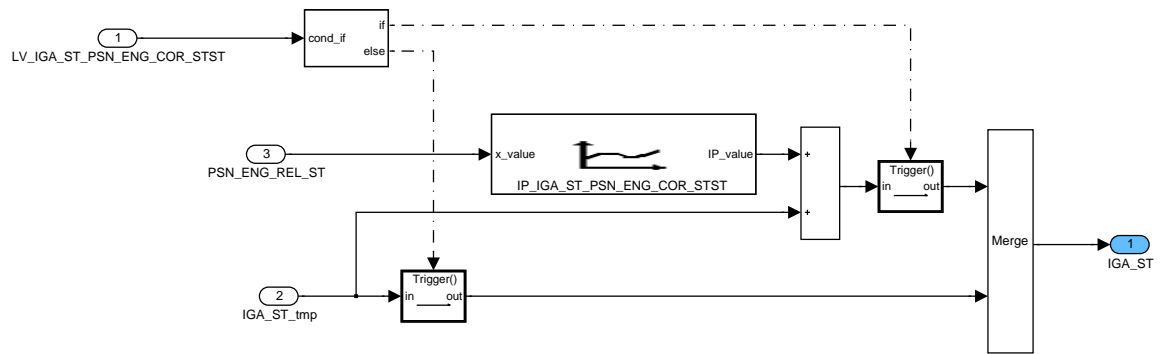 1
LV_IGA_ST_PSN_ENG_COR_STST
cond_if
if
else
3
PSN_ENG_REL_ST
x_value
IP_value
IP_IGA_ST_PSN_ENG_COR_STST
+
+
Trigger()
in
out
Merge
1
IGA_ST
2
IGA_ST_tmp
Trigger()
in
out